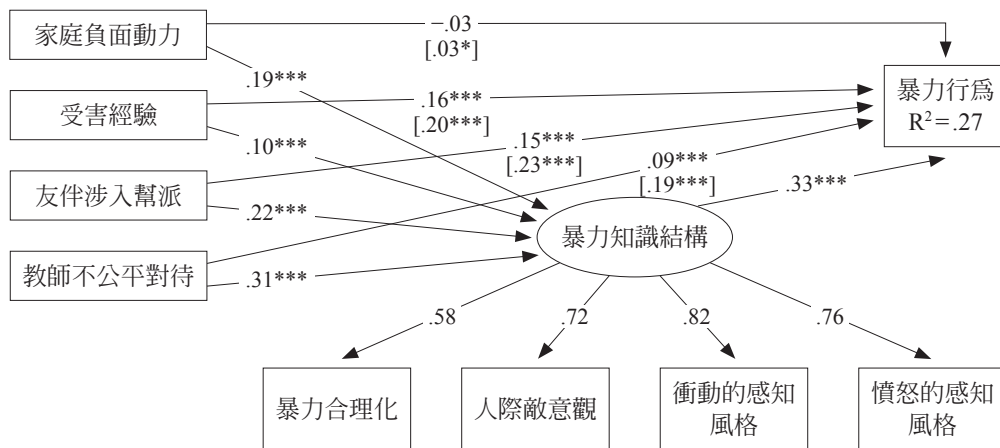 家庭負面動力
.03
[.03*]
.19***
受害經驗
.16***
[.20***]
暴力行爲
R²=.27
.10***
.15***
[.23***]
.09***
[.19***]
友伴涉入幫派
.22***
.33***
暴力知識結構
教師不公平對待
.31***
.58
.72
.82
.76
暴力合理化
人際敵意觀
衝動的感知
風格
憤怒的感知
風格